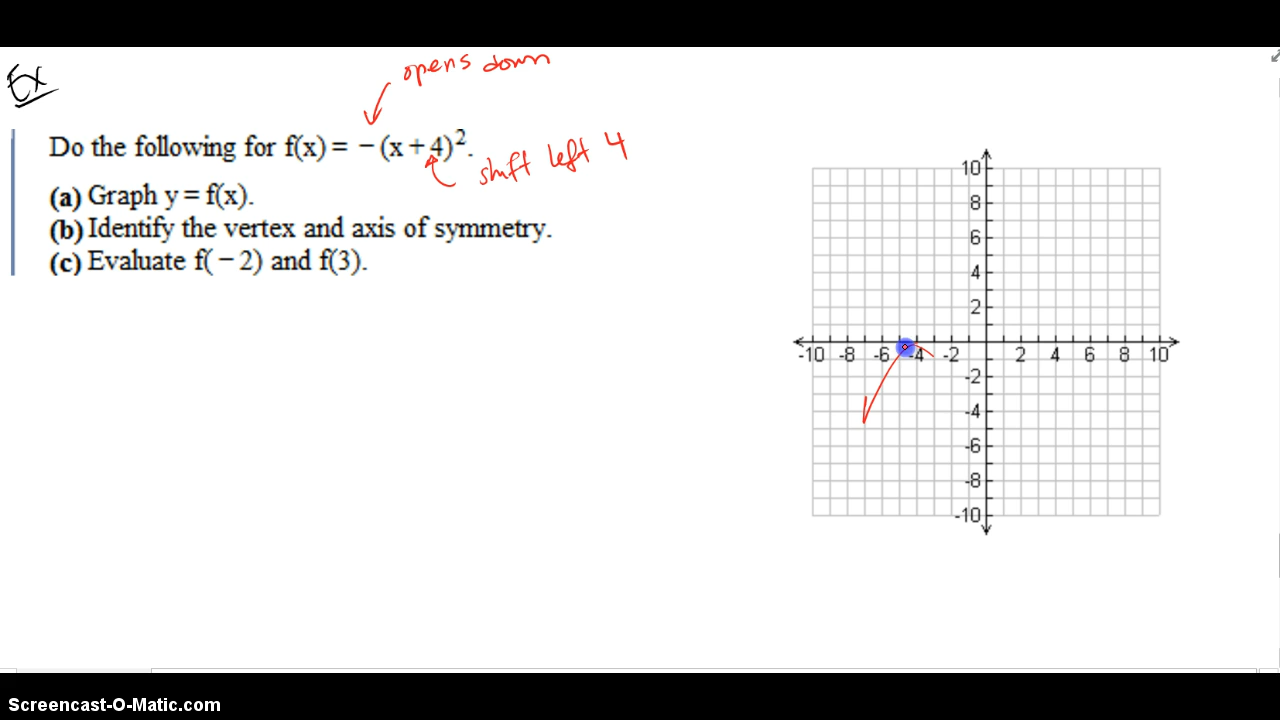 Ex
opens down
Do the following for f(x) = −(x + 4)².
shift left 4
(a) Graph y = f(x).
(b) Identify the vertex and axis of symmetry.
(c) Evaluate f( − 2) and f(3).
10
8
6
4
2
-10 -8 -6 -4 -2 2 4 6 8 10
-2
-4
-6
-8
-10
Screencast-O-Matic.com